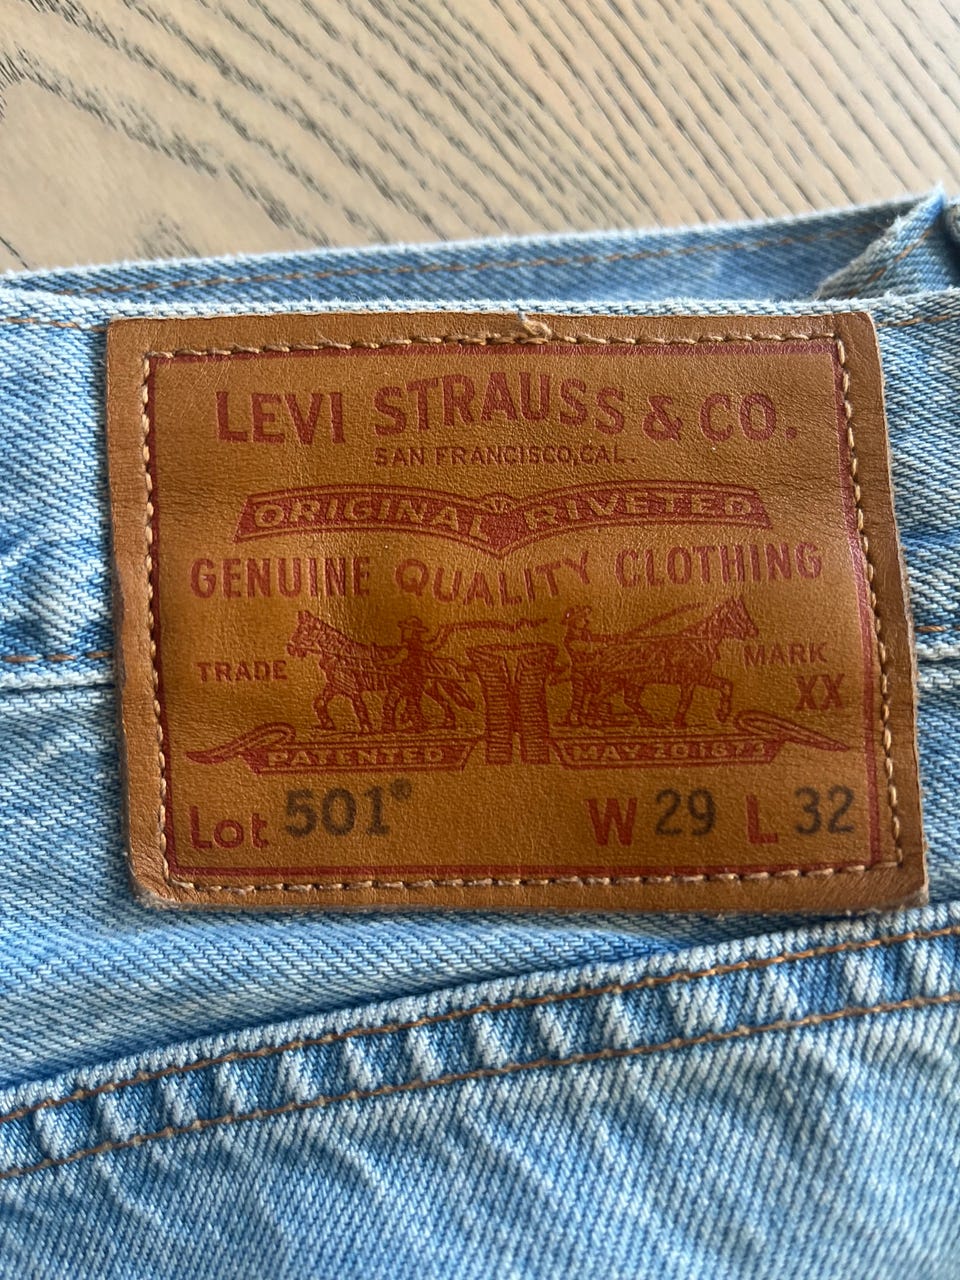 LEVI STRAUSS & CO.
SAN FRANCISCO, CAL.
ORIGINAL RIVETED
GENUINE QUALITY CLOTHING
TRADE MARK
XX
PATENTED MAY 20 1873
Lot 501® W 29 L 32